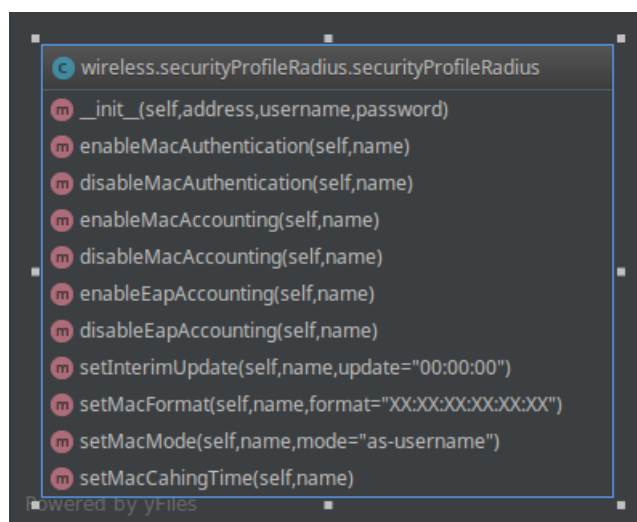 C wireless.securityProfileRadius.securityProfileRadius
m __init__(self,address,username,password)
m enableMacAuthentication(self,name)
m disableMacAuthentication(self,name)
m enableMacAccounting(self,name)
m disableMacAccounting(self,name)
m enableEapAccounting(self,name)
m disableEapAccounting(self,name)
m setInterimUpdate(self,name,update="00:00:00")
m setMacFormat(self,name,format="XX:XX:XX:XX:XX:XX")
m setMacMode(self,name,mode="as-username")
m setMacCahingTime(self,name)
Powered by yFiles